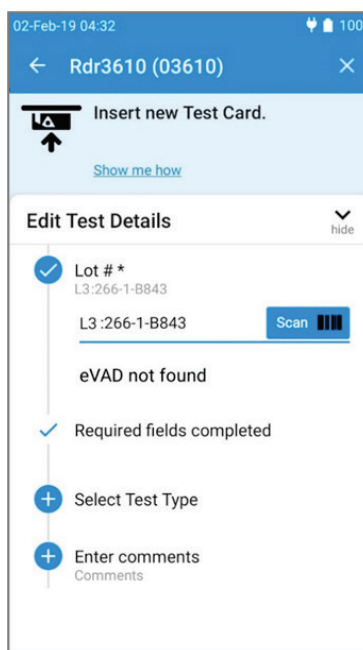 02-Feb-19 04:32 100
Rdr3610 (03610)
Insert new Test Card.
Show me how
Edit Test Details
hide
Lot # *
L3:266-1-B843
L3 :266-1-B843 Scan
eVAD not found
Required fields completed
Select Test Type
Enter comments
Comments